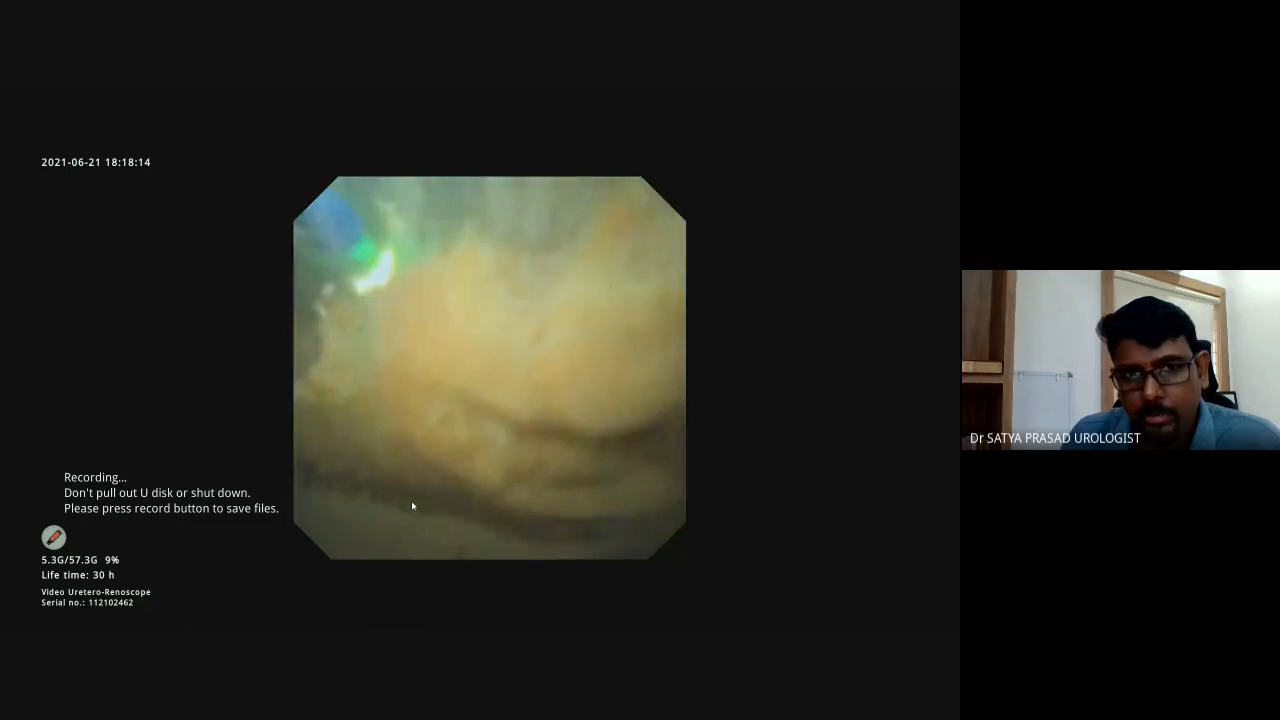 2021-06-21 18:18:14
Recording...
Don't pull out U disk or shut down.
Please press record button to save files.
5.3G/57.3G 9%
Life time: 30 h
Video Uretero-Renoscope
Serial no.: 112102462
Dr SATYA PRASAD UROLOGIST